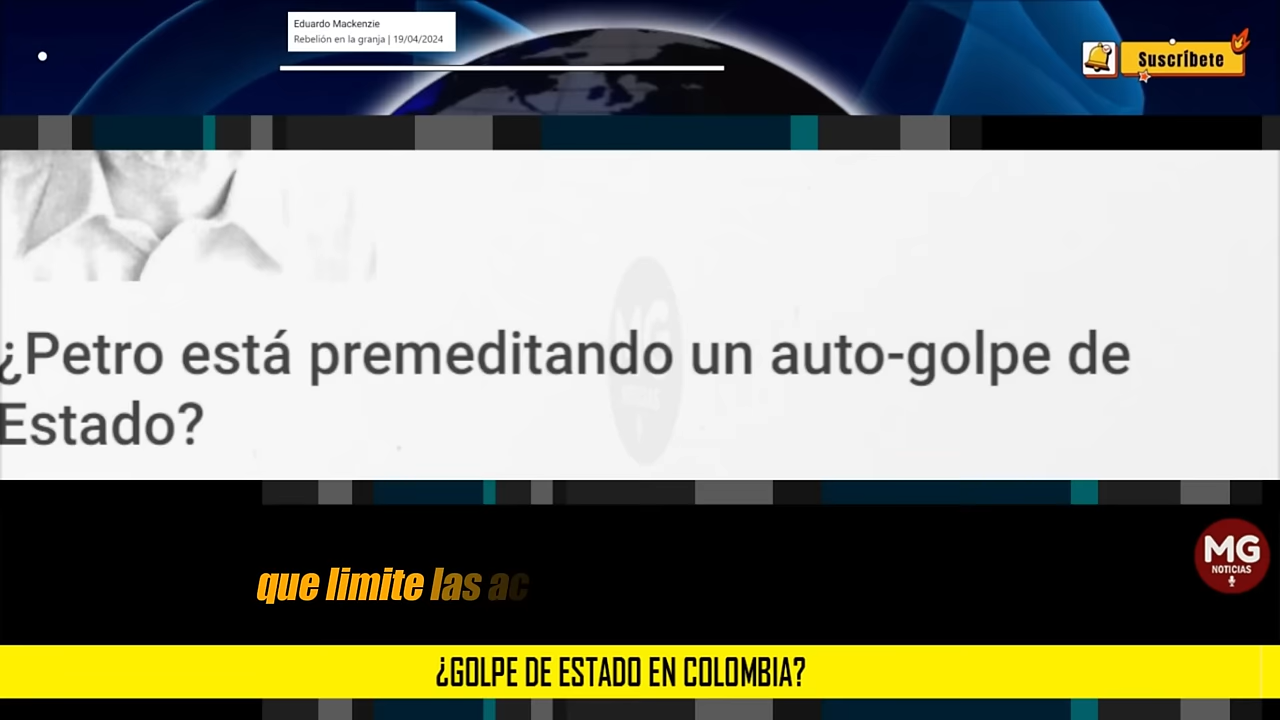 Eduardo Mackenzie
Rebelión en la granja | 19/04/2024
Suscríbete
¿Petro está premeditando un auto-golpe de
Estado?
que limite las ac
MG
NOTICIAS
¿GOLPE DE ESTADO EN COLOMBIA?